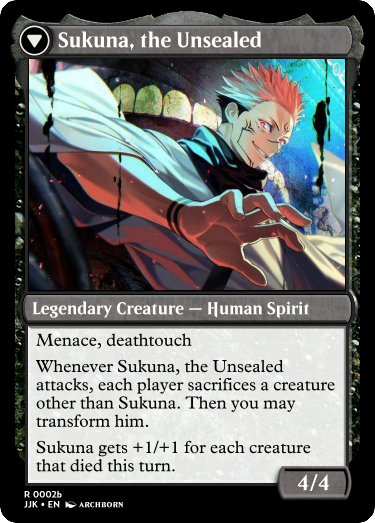 Sukuna, the Unsealed
Legendary Creature — Human Spirit
Menace, deathtouch
Whenever Sukuna, the Unsealed
attacks, each player sacrifices a creature
other than Sukuna. Then you may
transform him.
Sukuna gets +1/+1 for each creature
that died this turn.
4/4
R 0002b
JJK • EN ARCHBORN